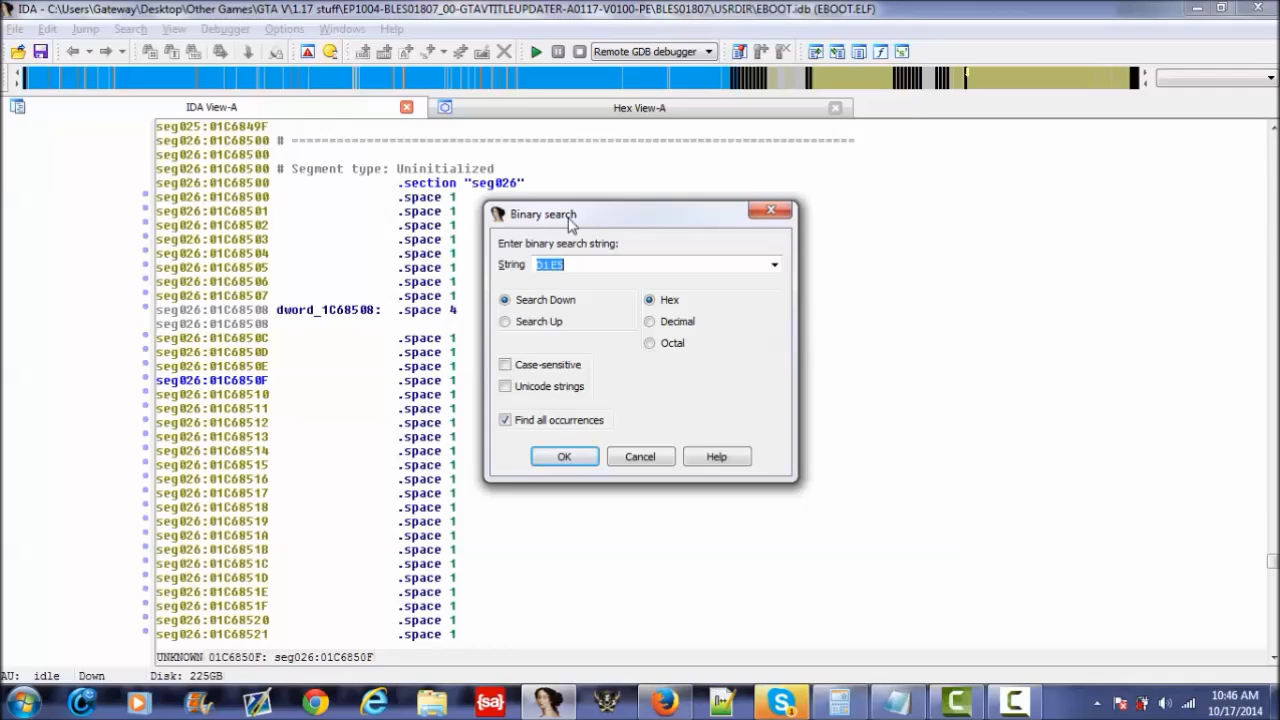 IDA - C:\Users\Gateway\Desktop\Other Games\GTA V\1.17 stuff\EP1004-BLES01807_00-GTAVTITLEUPDATER-A0117-V0100-PE\BLES01807\USRDIR\EBOOT.idb (EBOOT.ELF)
File Edit Jump Search View Debugger Options Windows Help
Remote GDB debugger
IDA View-A Hex View-A
seg025:01C6849F
seg026:01C68500 # ===========================================================================
seg026:01C68500
seg026:01C68500 # Segment type: Uninitialized
seg026:01C68500 .section "seg026"
seg026:01C68500 .space 1
seg026:01C68501 .space 1
seg026:01C68502 .space 1
seg026:01C68503 .space 1
seg026:01C68504 .space 1
seg026:01C68505 .space 1
seg026:01C68506 .space 1
seg026:01C68507 .space 1
seg026:01C68508 dword_1C68508: .space 4
seg026:01C68508
seg026:01C6850C .space 1
seg026:01C6850D .space 1
seg026:01C6850E .space 1
seg026:01C6850F .space 1
seg026:01C68510 .space 1
seg026:01C68511 .space 1
seg026:01C68512 .space 1
seg026:01C68513 .space 1
seg026:01C68514 .space 1
seg026:01C68515 .space 1
seg026:01C68516 .space 1
seg026:01C68517 .space 1
seg026:01C68518 .space 1
seg026:01C68519 .space 1
seg026:01C6851A .space 1
seg026:01C6851B .space 1
seg026:01C6851C .space 1
seg026:01C6851D .space 1
seg026:01C6851E .space 1
seg026:01C6851F .space 1
seg026:01C68520 .space 1
seg026:01C68521 .space 1
Binary search
Enter binary search string:
String
Search Down
Search Up
Hex
Decimal
Octal
Case-sensitive
Unicode strings
Find all occurrences
OK Cancel Help
UNKNOWN 01C6850F: seg026:01C6850F
AU: idle Down Disk: 225GB
[sa]
10:46 AM
10/17/2014